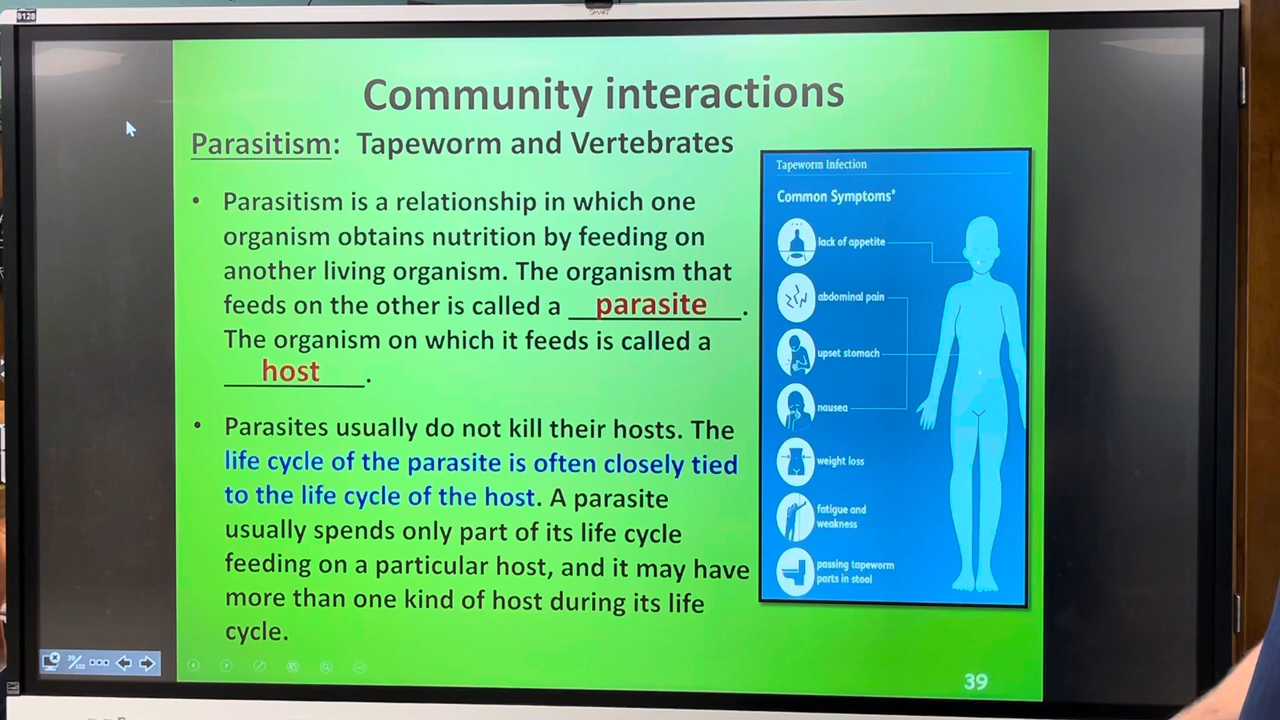 8128
SMART
Community interactions
Parasitism: Tapeworm and Vertebrates
• Parasitism is a relationship in which one
organism obtains nutrition by feeding on
another living organism. The organism that
feeds on the other is called a parasite.
The organism on which it feeds is called a
host.
• Parasites usually do not kill their hosts. The
life cycle of the parasite is often closely tied
to the life cycle of the host. A parasite
usually spends only part of its life cycle
feeding on a particular host, and it may have
more than one kind of host during its life
cycle.
Tapeworm Infection
Common Symptoms*
lack of appetite
abdominal pain
upset stomach
nausea
weight loss
fatigue and
weakness
passing tapeworm
parts in stool
39